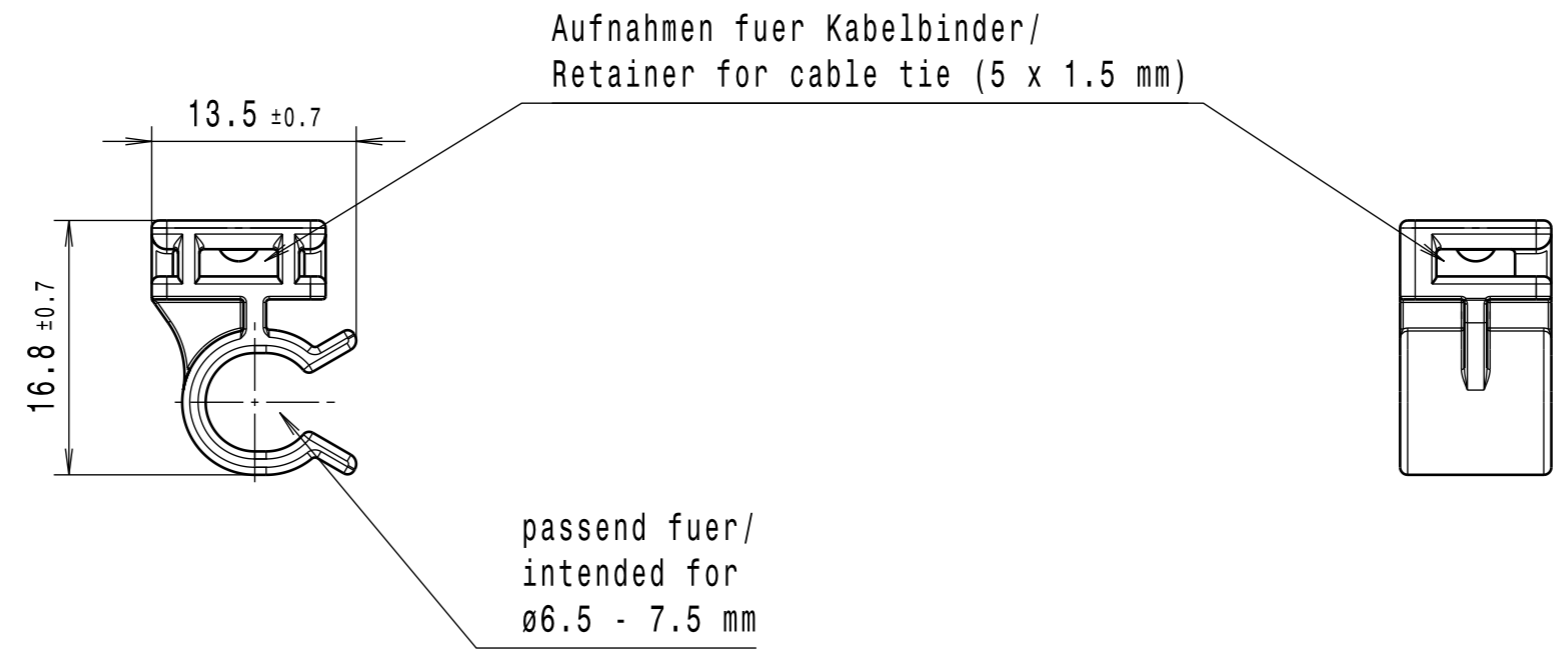 Aufnahmen fuer Kabelbinder/
Retainer for cable tie (5 x 1.5 mm)
13.5 ±0.7
16.8 ±0.7
passend fuer/
intended for
ø6.5 - 7.5 mm